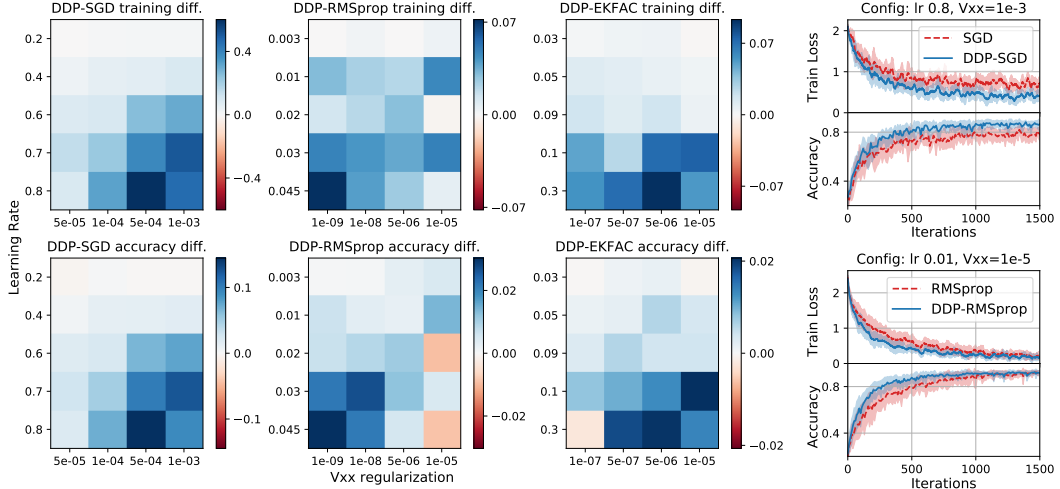 DDP-SGD training diff.
0.2
0.4
0.6
0.7
0.8
5e-05 1e-04 5e-04 1e-03
0.4
0.0
−0.4
DDP-RMSprop training diff.
0.003
0.01
0.02
0.03
0.045
1e-09 1e-08 5e-06 1e-05
0.07
0.00
−0.07
DDP-EKFAC training diff.
0.03
0.05
0.09
0.1
0.3
1e-07 1e-07 5e-06 1e-05
0.07
0.00
−0.07
Config: lr 0.8, Vxx=1e-3
Train Loss
2
1
0
SGD
DDP-SGD
Accuracy
0.8
0.4
0 500 1000 1500
Iterations
Learning Rate
DDP-SGD accuracy diff.
0.2
0.4
0.6
0.7
0.8
5e-05 1e-04 5e-04 1e-03
0.1
0.0
−0.1
DDP-RMSprop accuracy diff.
0.003
0.01
0.02
0.03
0.045
1e-09 1e-08 5e-06 1e-05
Vxx regularization
0.02
0.00
−0.02
DDP-EKFAC accuracy diff.
0.03
0.05
0.09
0.1
0.3
1e-07 1e-07 5e-06 1e-05
0.02
0.00
−0.02
Config: lr 0.01, Vxx=1e-5
Train Loss
2
1
0
RMSprop
DDP-RMSprop
Accuracy
0.8
0.4
0 500 1000 1500
Iterations